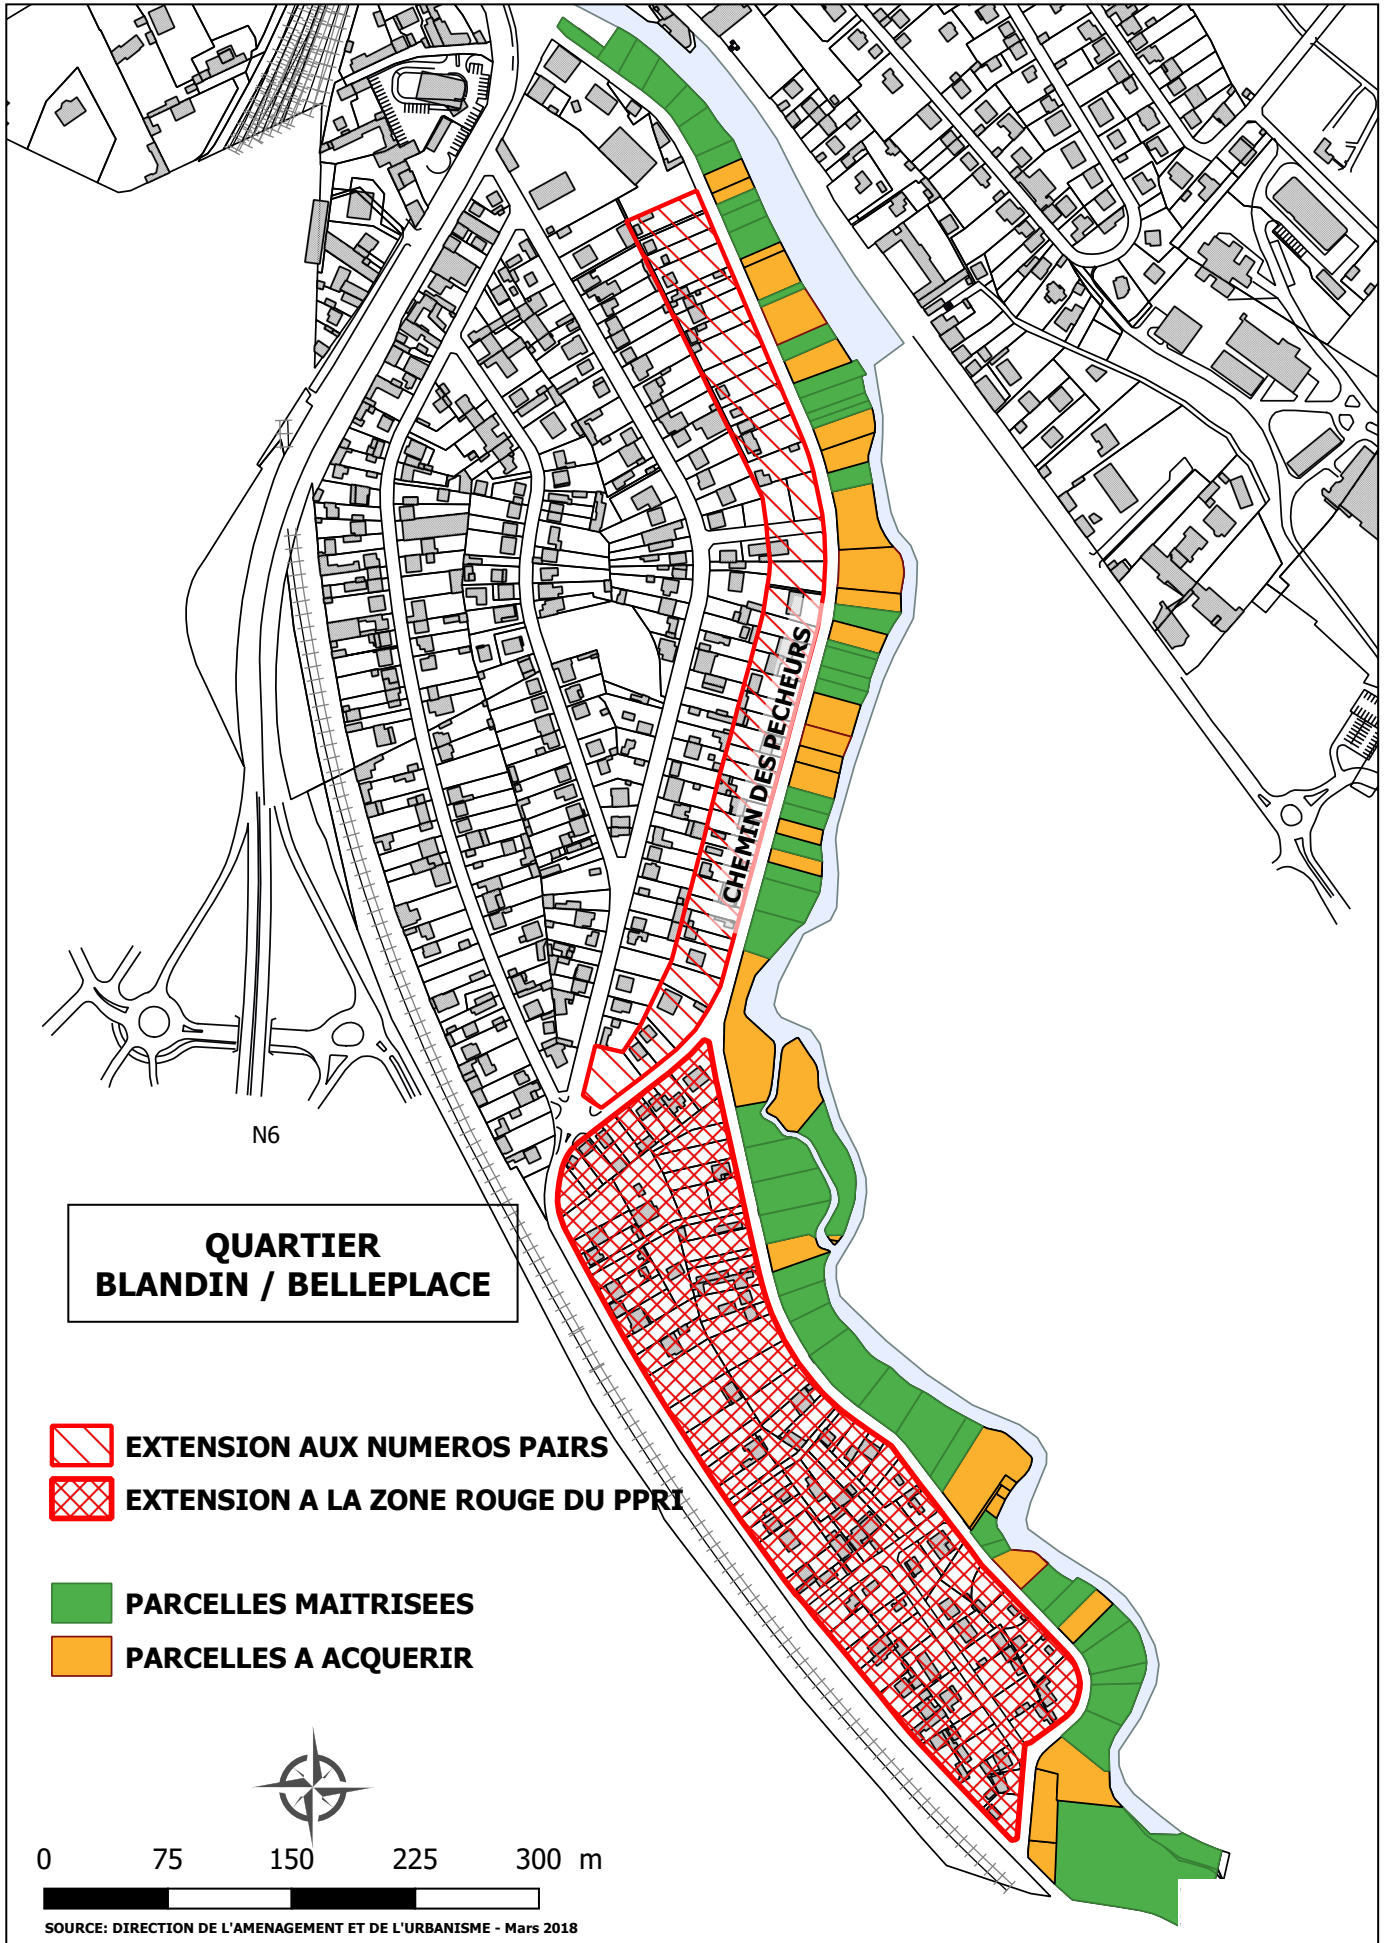 CHEMIN DES PECHEURS
N6
QUARTIER
BLANDIN / BELLEPLACE
EXTENSION AUX NUMEROS PAIRS
EXTENSION A LA ZONE ROUGE DU PPRI
PARCELLES MAITRISEES
PARCELLES A ACQUERIR
0 75 150 225 300 m
SOURCE: DIRECTION DE L'AMENAGEMENT ET DE L'URBANISME - Mars 2018